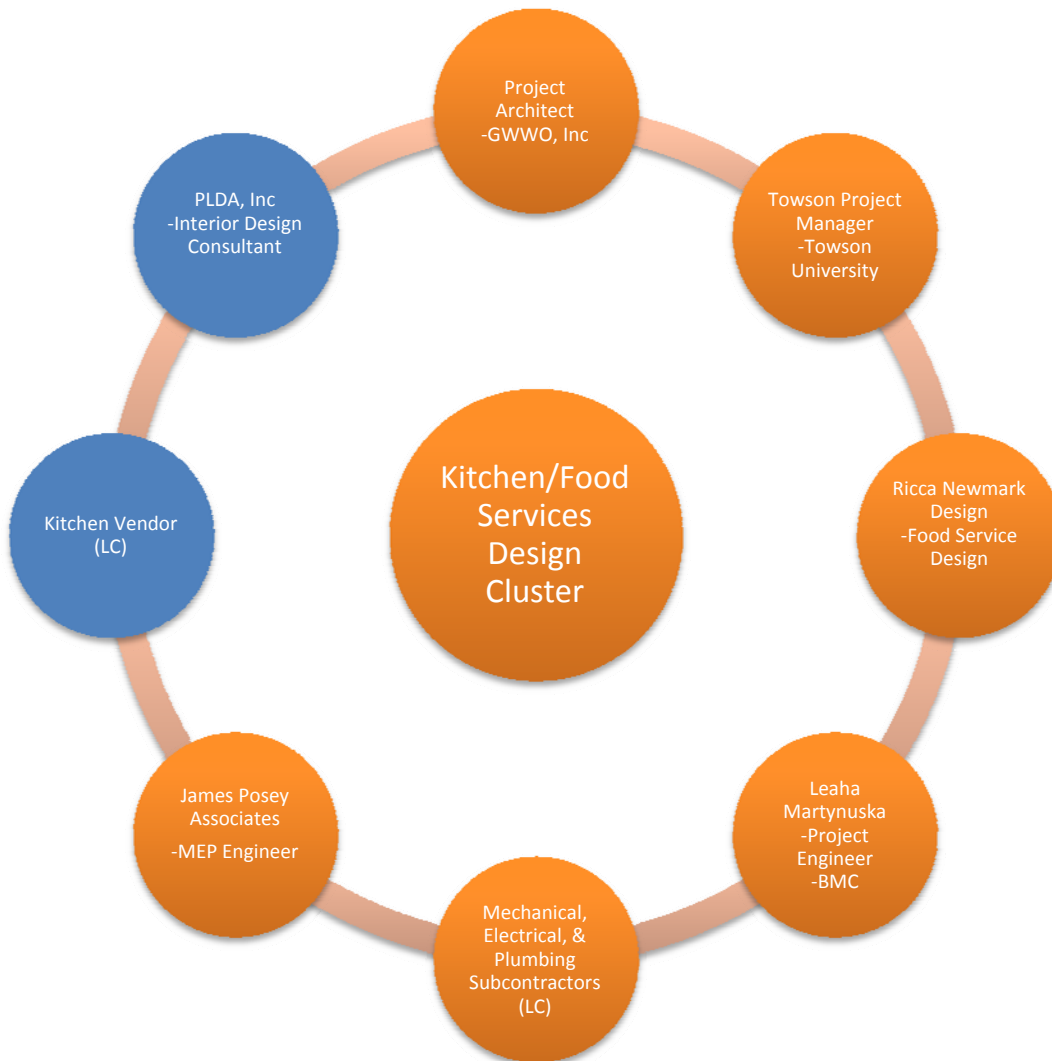 Project
Architect
-GWWO, Inc
PLDA, Inc
-Interior Design
Consultant
Towson Project
Manager
-Towson
University
Kitchen/Food
Services
Design
Cluster
Kitchen Vendor
(LC)
Ricca Newmark
Design
-Food Service
Design
James Posey
Associates
-MEP Engineer
Leaha
Martynuska
-Project
Engineer
-BMC
Mechanical,
Electrical, &
Plumbing
Subcontractors
(LC)